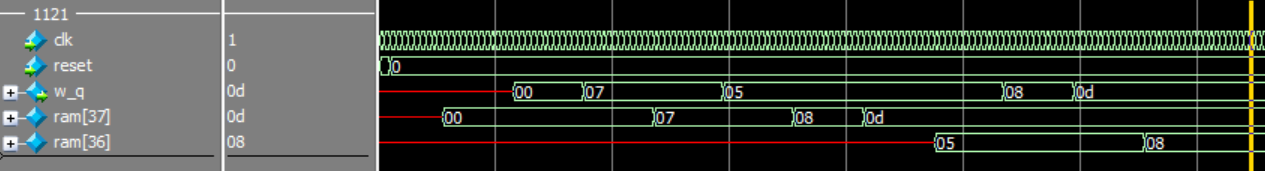 1121
clk 1
reset 0 0
w_q 0d 00 07 05 08 0d
ram[37] 0d 00 07 08 0d
ram[36] 08 05 08